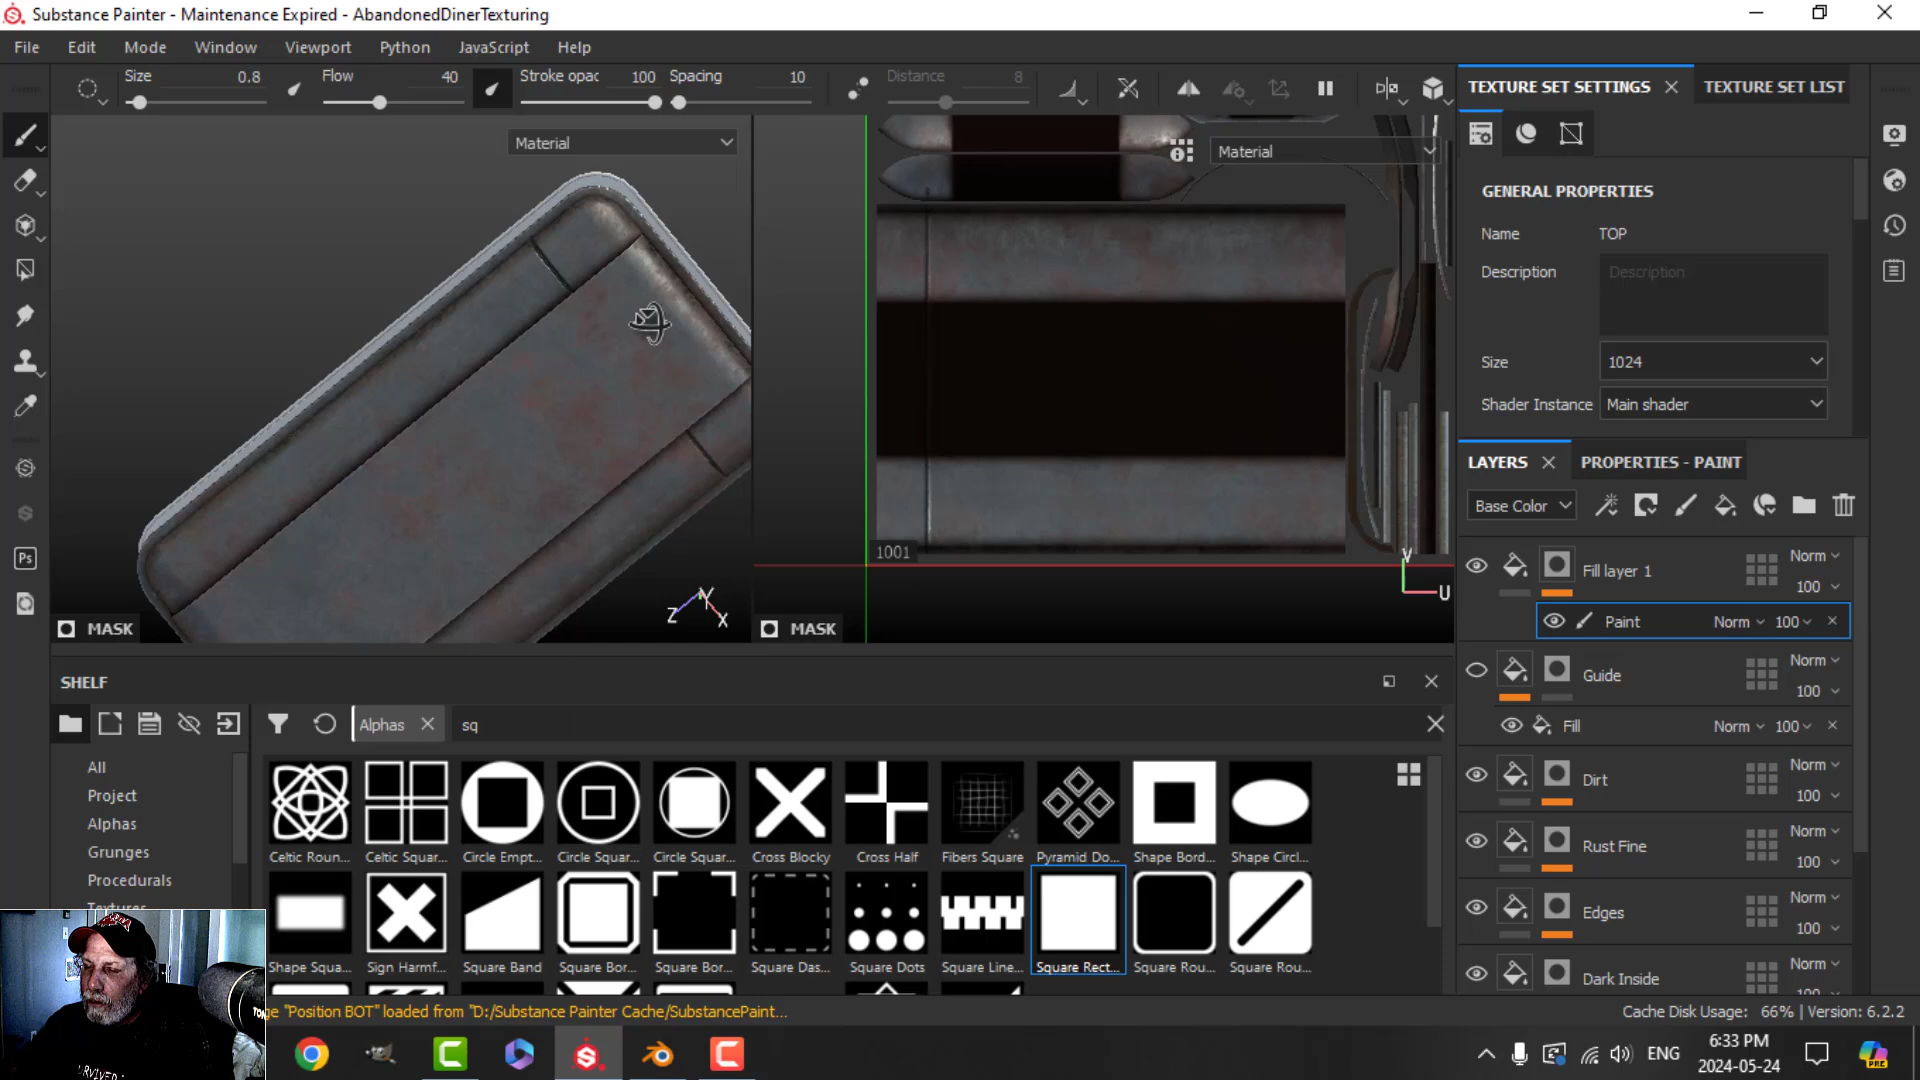 Substance Painter - Maintenance Expired - AbandonedDinerTexturing
File Edit Mode Window Viewport Python JavaScript Help
Size 0.8 Flow 40 Stroke opac 100 Spacing 10 Distance 8
TEXTURE SET SETTINGS TEXTURE SET LIST
Material
Material
GENERAL PROPERTIES
Name TOP
Description Description
Size 1024
Shader Instance Main shader
LAYERS PROPERTIES - PAINT
Base Color
Fill layer 1 Norm 100
Paint Norm 100
Guide Norm 100
Fill Norm 100
Dirt Norm 100
Rust Fine Norm 100
Edges Norm 100
Dark Inside Norm
1001
Z Y X
V U
MASK
MASK
SHELF
Alphas sq
All
Project
Alphas
Grunges
Procedurals
Textures
Celtic Roun... Celtic Squar... Circle Empt... Circle Squar... Circle Squar... Cross Blocky Cross Half Fibers Square Pyramid Do... Shape Bord... Shape Circl...
Shape Squa... Sign Harmf... Square Band Square Bor... Square Bor... Square Das... Square Dots Square Line... Square Rect... Square Rou... Square Rou...
ge "Position BOT" loaded from "D:/Substance Painter Cache/SubstancePaint...
Cache Disk Usage: 66% | Version: 6.2.2
Ps
ENG
6:33 PM
2024-05-24
PRE